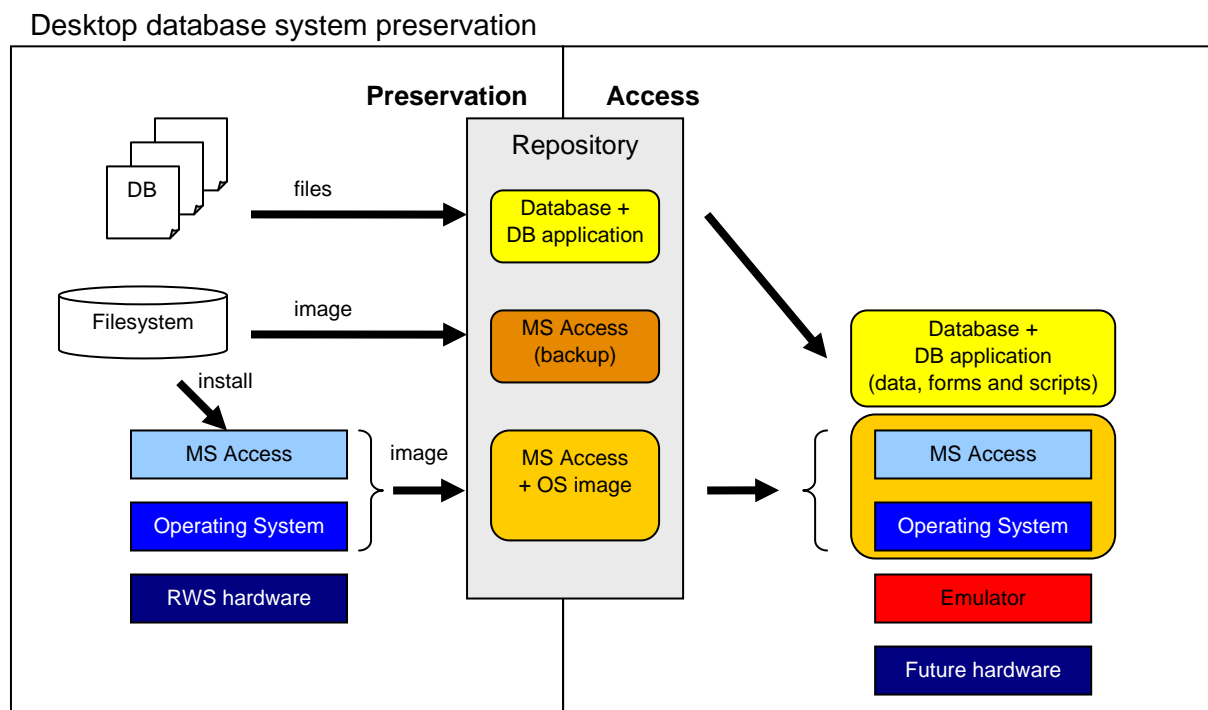 Desktop database system preservation
Preservation
Access
Repository
DB
files
Database +
DB application
Filesystem
image
MS Access
(backup)
install
MS Access
Operating System
image
MS Access
+ OS image
RWS hardware
Database +
DB application
(data, forms and scripts)
MS Access
Operating System
Emulator
Future hardware